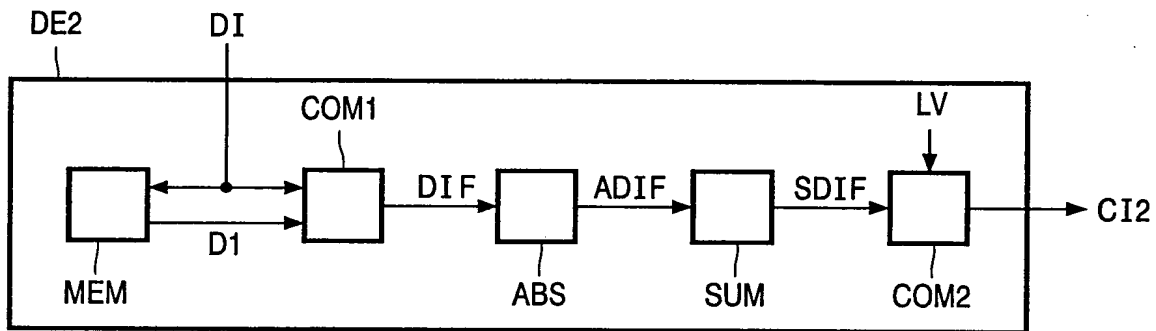 DE2
DI
COM1
LV
DIF
ADIF
SDIF
CI2
D1
MEM
ABS
SUM
COM2